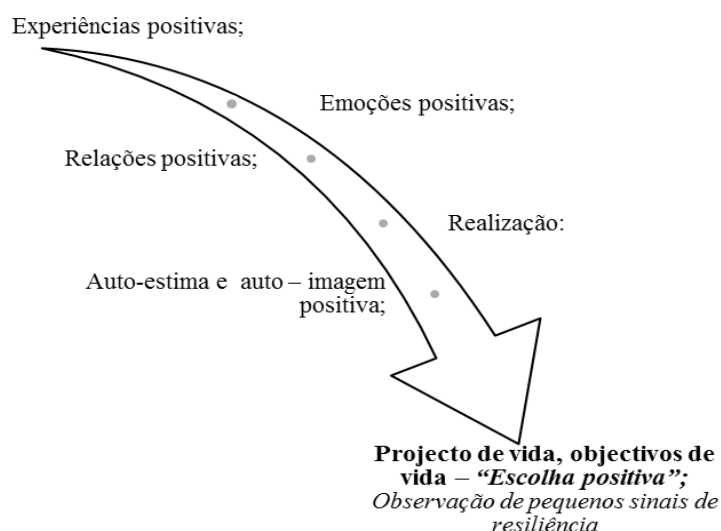 Experiências positivas;
Emoções positivas;
Relações positivas;
Realização:
Auto-estima e auto – imagem
positiva;
Projecto de vida, objectivos de
vida – “Escolha positiva”;
Observação de pequenos sinais de
resiliência